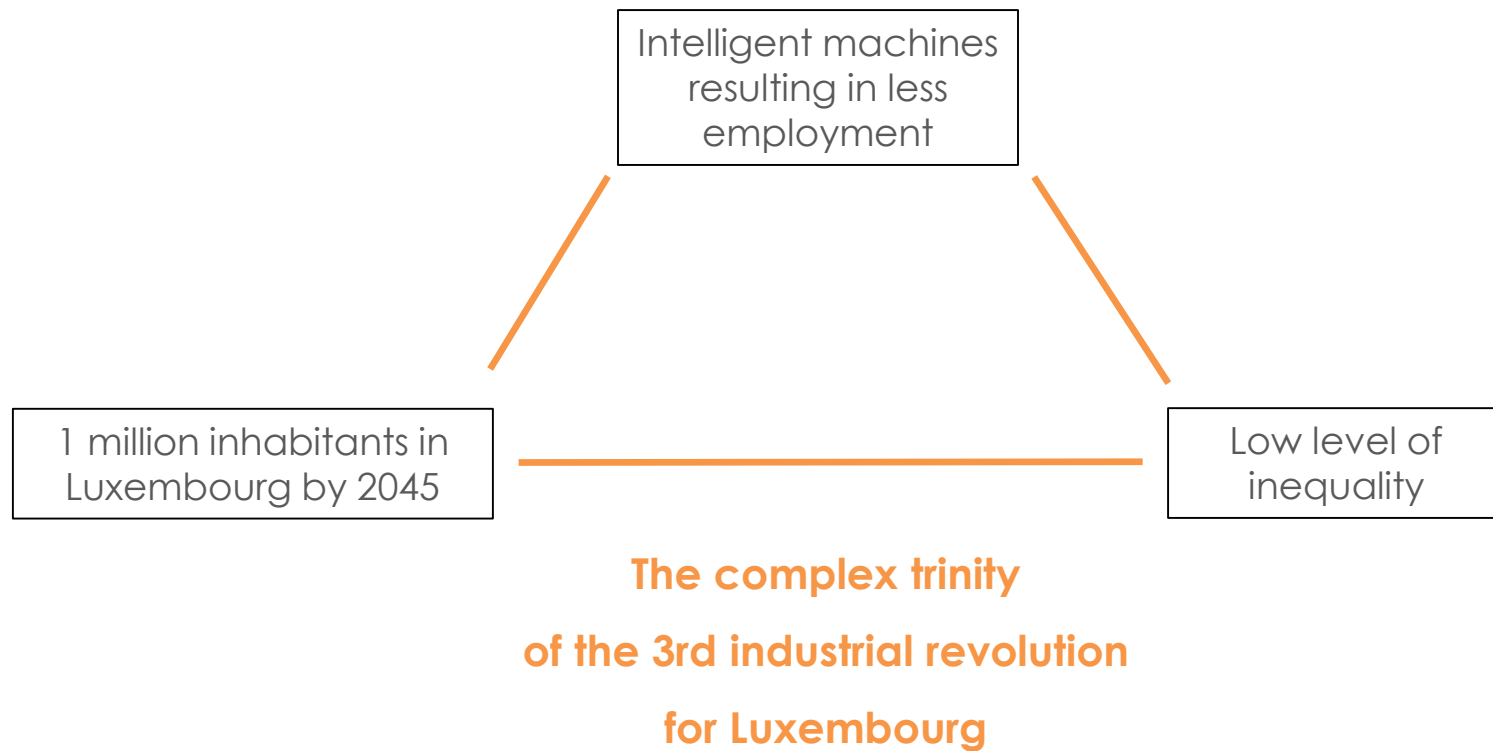 Intelligent machines
resulting in less
employment
1 million inhabitants in
Luxembourg by 2045
Low level of
inequality
The complex trinity
of the 3rd industrial revolution
for Luxembourg